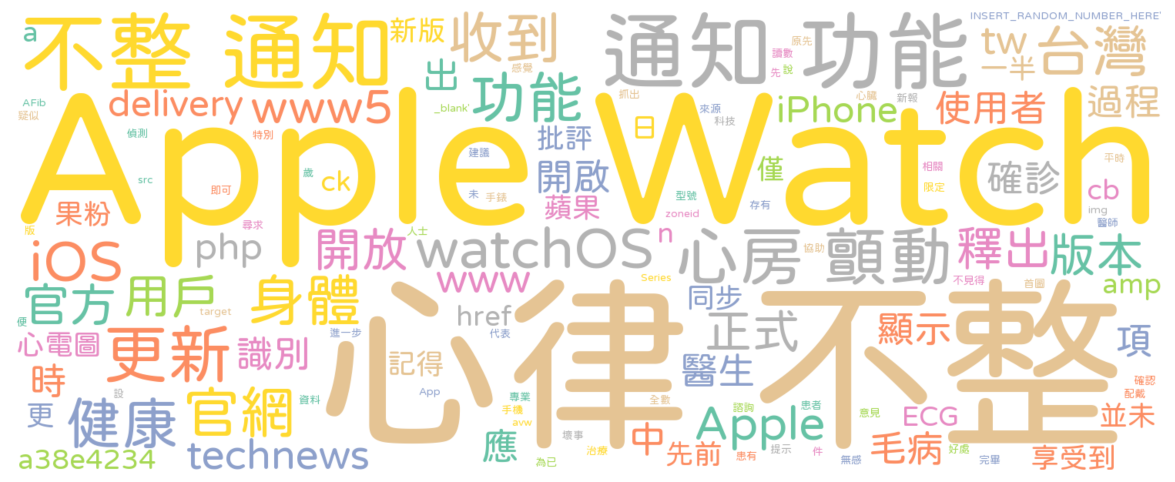 INSERT_RANDOM_NUMBER_HERE'
a 不整 通知 新版 收到 通知 功能 原先 讀數 先 說 tw 一半 台灣
感覺 出 功能
AFib 疑似 delivery www5 _blank' 抓出 日 來源 科技 iPhone 心臟 新報 使用者 過程
Apple Watch
偵測 特別 建議 批評 僅 相關 平時
src 即可 歲 ck 未 手錶 開啟 蘋果 型號 zoneid 存有 限定 確診 cb img 醫師
版 果粉 尋求 人士 n 協助
iOS php 開放 watchOS 心房 顫動 釋出 版本
官方 用戶 target 身體 www Series 同步 不見得 首圖 amp
便 href 代表 進一步
心律不整
心電圖 更新 識別 記得 正式 顯示 項
時 設 App 醫生 確認
更 健康 官網 資料 專業 手機 avw 全數 諮詢 患者 意見 ECG 配戴 並未
technews 應 壞事 中 先前 Apple 毛病 好處 享受到
a38e4234 為已 治療 患有 提示 件 無感 完畢